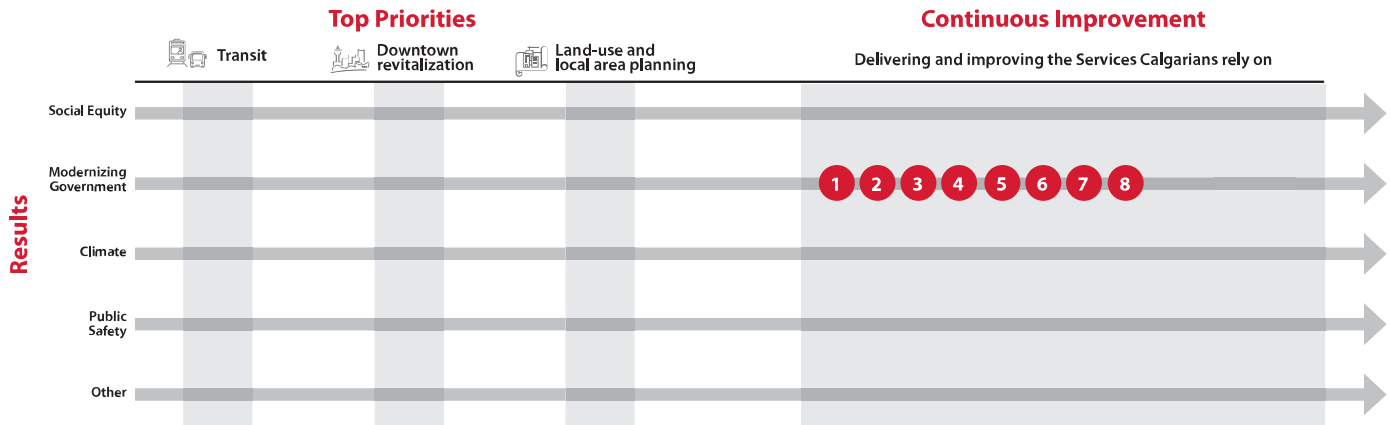 Top Priorities
Continuous Improvement
Transit
Downtown
revitalization
Land-use and
local area planning
Delivering and improving the Services Calgarians rely on
Results
Social Equity
Modernizing
Government
1 2 3 4 5 6 7 8
Climate
Public
Safety
Other